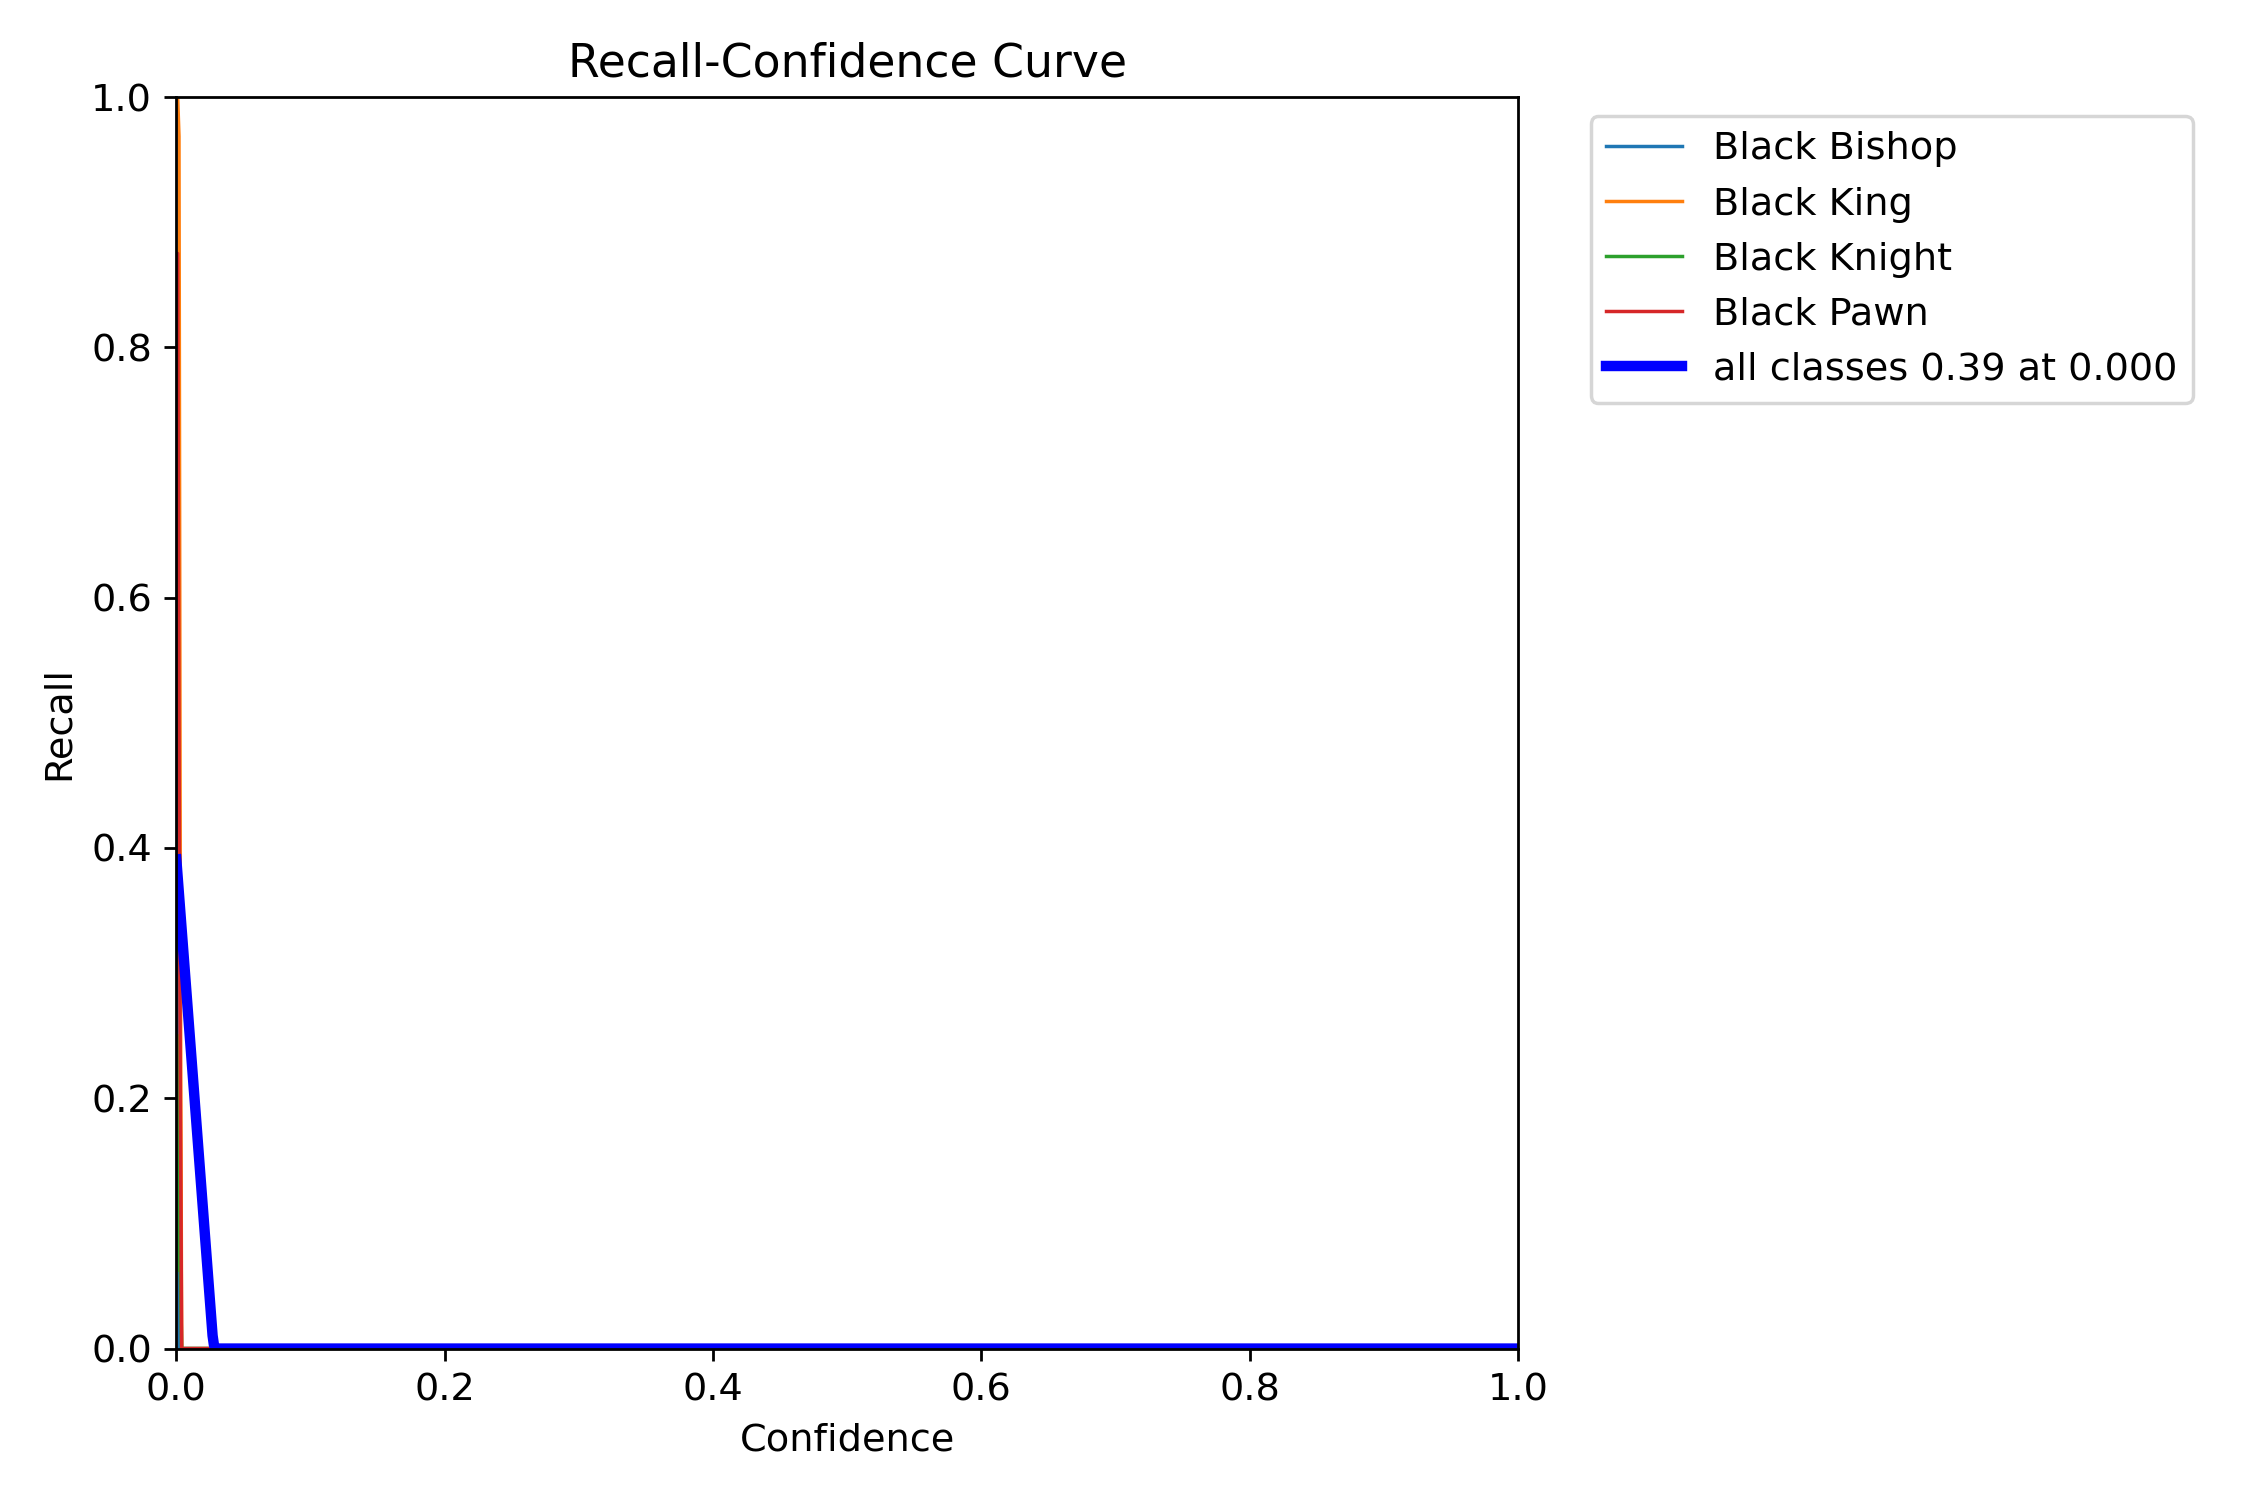 Recall-Confidence Curve
1.0
0.8
0.6
0.4
0.2
0.0
Recall
0.0 0.2 0.4 0.6 0.8 1.0
Confidence
Black Bishop
Black King
Black Knight
Black Pawn
all classes 0.39 at 0.000